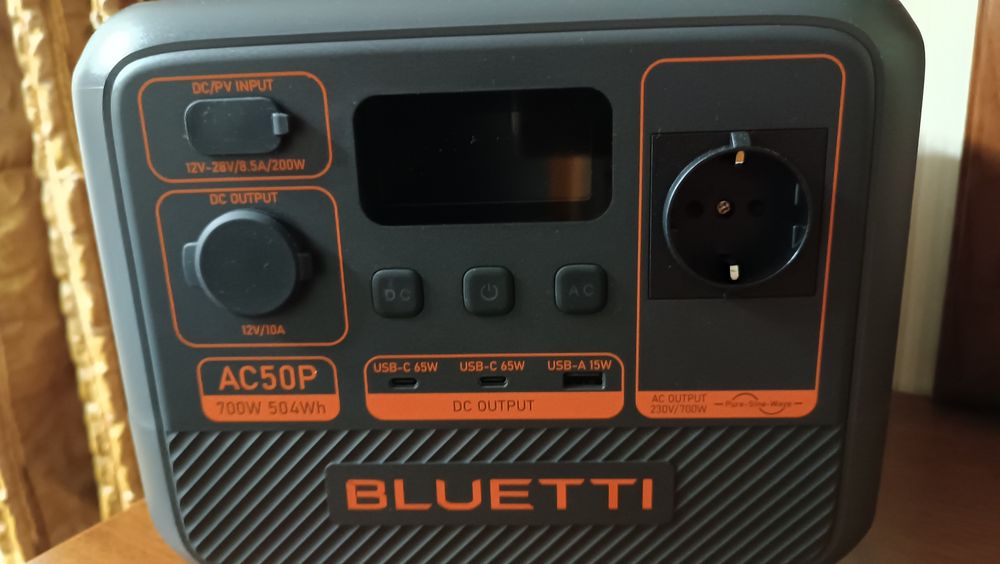 DC/PV INPUT
12V-28V/8.5A/200W
DC OUTPUT
12V/10A
AC50P
700W 504Wh
DC
AC
USB-C 65W
USB-C 65W
USB-A 15W
DC OUTPUT
AC OUTPUT
230V/700W
Pure-Sine-Wave
BLUETTI